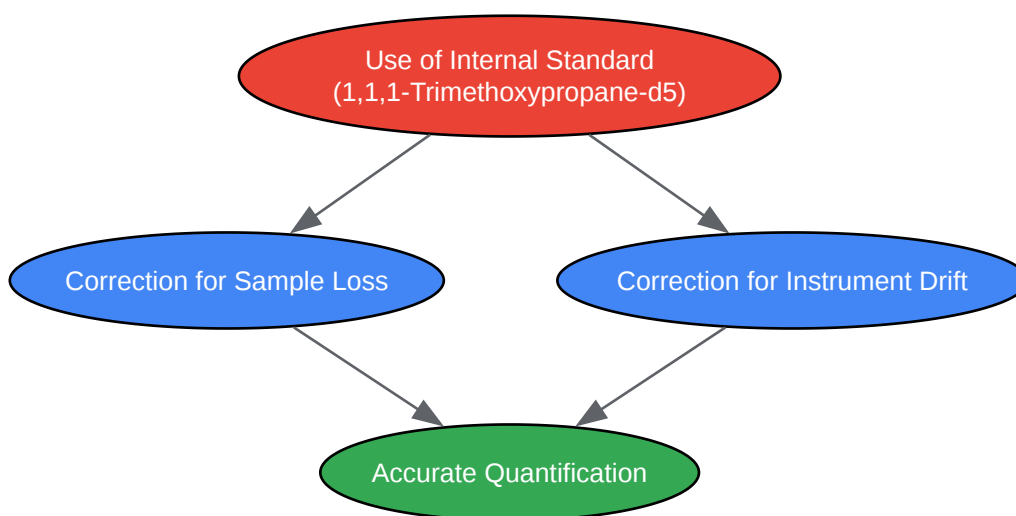 Use of Internal Standard
(1,1,1-Trimethoxypropane-d5)
Correction for Sample Loss
Correction for Instrument Drift
Accurate Quantification